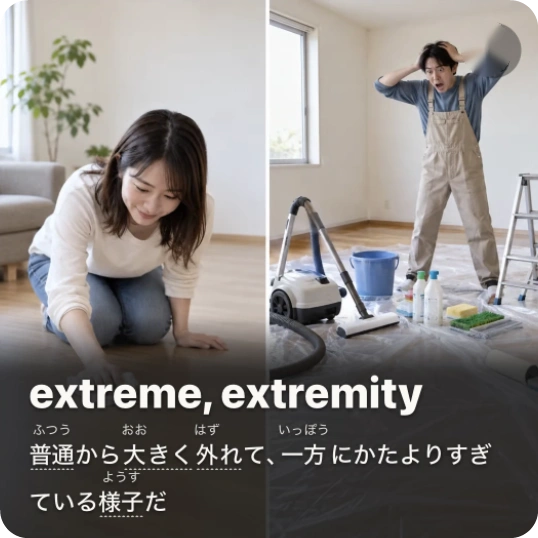 extreme, extremity
ふつう おお はず いっぽう
普通から大きく外れて、一方にかたよりすぎ
ようす
ている様子だ